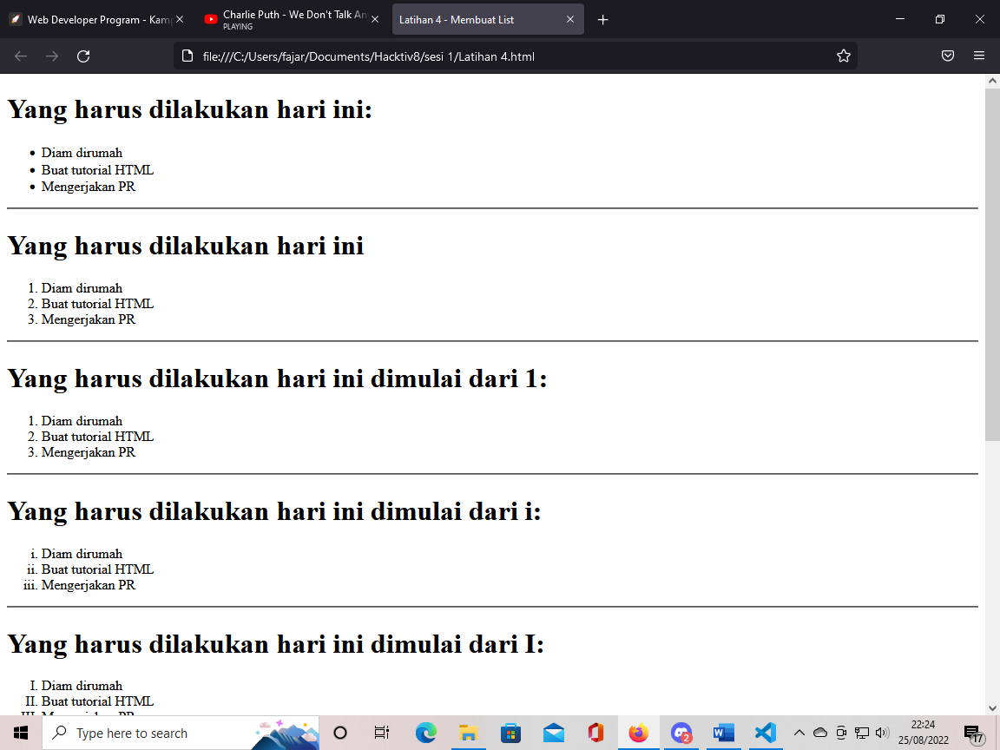 Web Developer Program - Kamp
Charlie Puth - We Don't Talk An
PLAYING
Latihan 4 - Membuat List
file:///C:/Users/fajar/Documents/Hacktiv8/sesi 1/Latihan 4.html
Yang harus dilakukan hari ini:
• Diam dirumah
• Buat tutorial HTML
• Mengerjakan PR
Yang harus dilakukan hari ini
1. Diam dirumah
2. Buat tutorial HTML
3. Mengerjakan PR
Yang harus dilakukan hari ini dimulai dari 1:
1. Diam dirumah
2. Buat tutorial HTML
3. Mengerjakan PR
Yang harus dilakukan hari ini dimulai dari i:
i. Diam dirumah
ii. Buat tutorial HTML
iii. Mengerjakan PR
Yang harus dilakukan hari ini dimulai dari I:
I. Diam dirumah
II. Buat tutorial HTML
III. Mengerjakan PR
Type here to search
2
W
22:24
25/08/2022
17